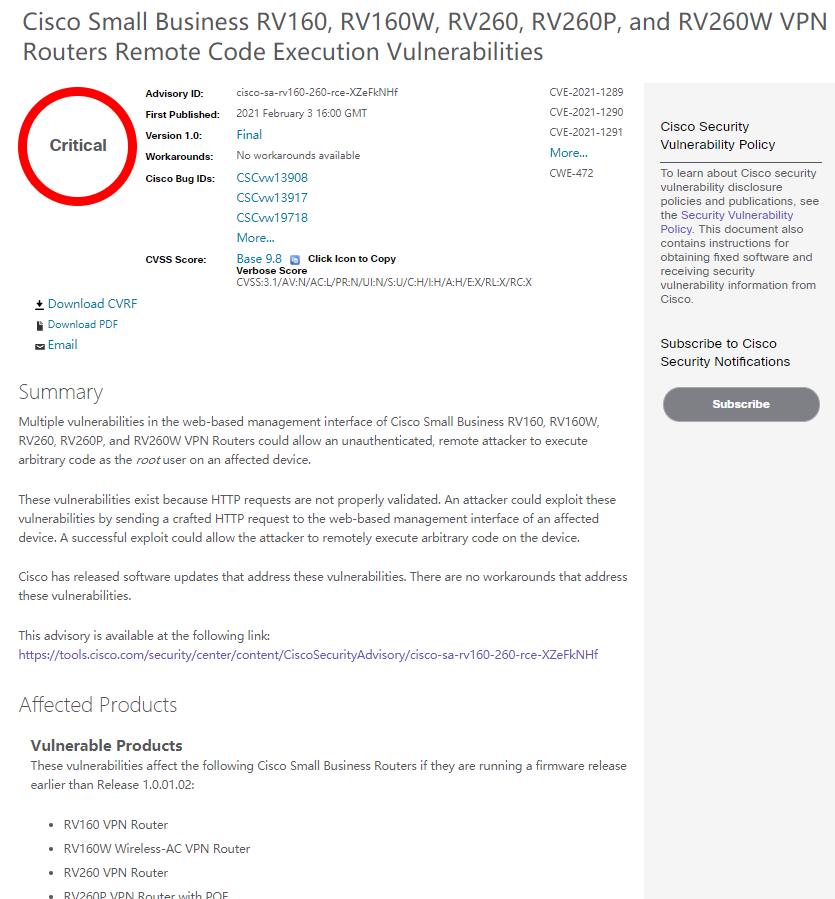 Cisco Small Business RV160, RV160W, RV260, RV260P, and RV260W VPN
Routers Remote Code Execution Vulnerabilities
Critical
Advisory ID: cisco-sa-rv160-260-rce-XZeFkNHf
First Published: 2021 February 3 16:00 GMT
Version 1.0: Final
Workarounds: No workarounds available
Cisco Bug IDs: CSCvw13908
CSCvw13917
CSCvw19718
More...
CVSS Score: Base 9.8 Click Icon to Copy
Verbose Score
CVSS:3.1/AV:N/AC:L/PR:N/UI:N/S:U/C:H/I:H/A:H/E:X/RL:X/RC:X
CVE-2021-1289
CVE-2021-1290
CVE-2021-1291
More...
CWE-472
Download CVRF
Download PDF
Email
Summary
Multiple vulnerabilities in the web-based management interface of Cisco Small Business RV160, RV160W,
RV260, RV260P, and RV260W VPN Routers could allow an unauthenticated, remote attacker to execute
arbitrary code as the root user on an affected device.
These vulnerabilities exist because HTTP requests are not properly validated. An attacker could exploit these
vulnerabilities by sending a crafted HTTP request to the web-based management interface of an affected
device. A successful exploit could allow the attacker to remotely execute arbitrary code on the device.
Cisco has released software updates that address these vulnerabilities. There are no workarounds that address
these vulnerabilities.
This advisory is available at the following link:
https://tools.cisco.com/security/center/content/CiscoSecurityAdvisory/cisco-sa-rv160-260-rce-XZeFkNHf
Affected Products
Vulnerable Products
These vulnerabilities affect the following Cisco Small Business Routers if they are running a firmware release
earlier than Release 1.0.01.02:
• RV160 VPN Router
• RV160W Wireless-AC VPN Router
• RV260 VPN Router
• RV260P VPN Router with POE
Cisco Security
Vulnerability Policy
To learn about Cisco security
vulnerability disclosure
policies and publications, see
the Security Vulnerability
Policy. This document also
contains instructions for
obtaining fixed software and
receiving security
vulnerability information from
Cisco.
Subscribe to Cisco
Security Notifications
Subscribe